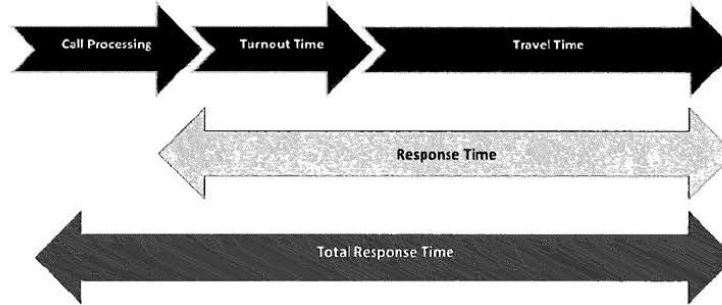 Call Processing
Turnout Time
Travel Time
Response Time
Total Response Time